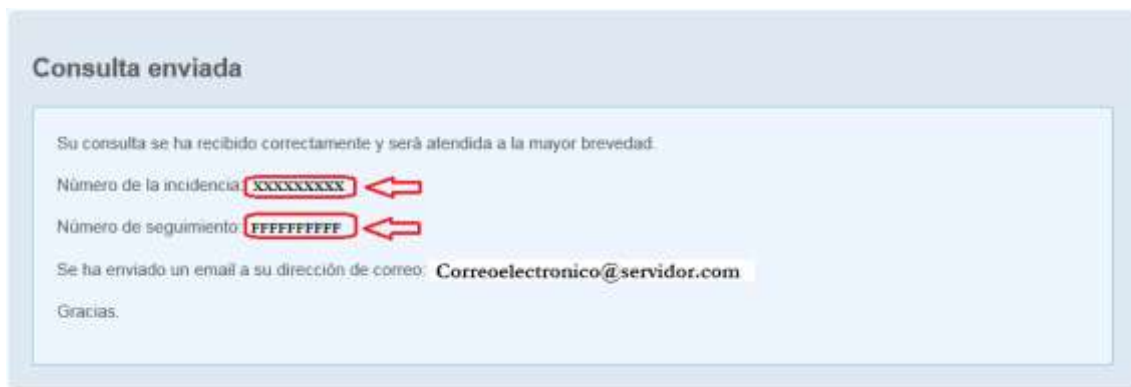 Consulta enviada
Su consulta se ha recibido correctamente y será atendida a la mayor brevedad.
Número de la incidencia: XXXXXXXXX
Número de seguimiento: FFFFFFFFFF
Se ha enviado un email a su dirección de correo: Correoelectronico@servidor.com
Gracias.